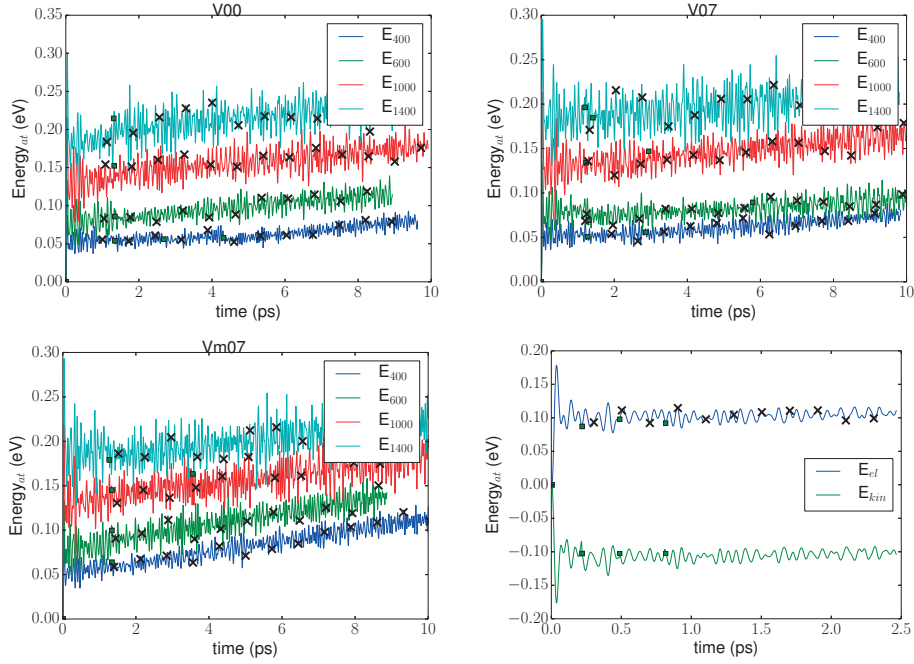 V00
0.30
0.25
0.20
0.15
0.10
0.05
0.00
Energy_at (eV)
0 2 4 6 8 10
time (ps)
E_400
E_600
E_1000
E_1400
V07
0.30
0.25
0.20
0.15
0.10
0.05
0.00
Energy_at (eV)
0 2 4 6 8 10
time (ps)
E_400
E_600
E_1000
E_1400
Vm07
0.30
0.25
0.20
0.15
0.10
0.05
0.00
Energy_at (eV)
0 2 4 6 8 10
time (ps)
E_400
E_600
E_1000
E_1400
0.20
0.15
0.10
0.05
0.00
−0.05
−0.10
−0.15
−0.20
Energy_at (eV)
0.0 0.5 1.0 1.5 2.0 2.5
time (ps)
E_el
E_kin